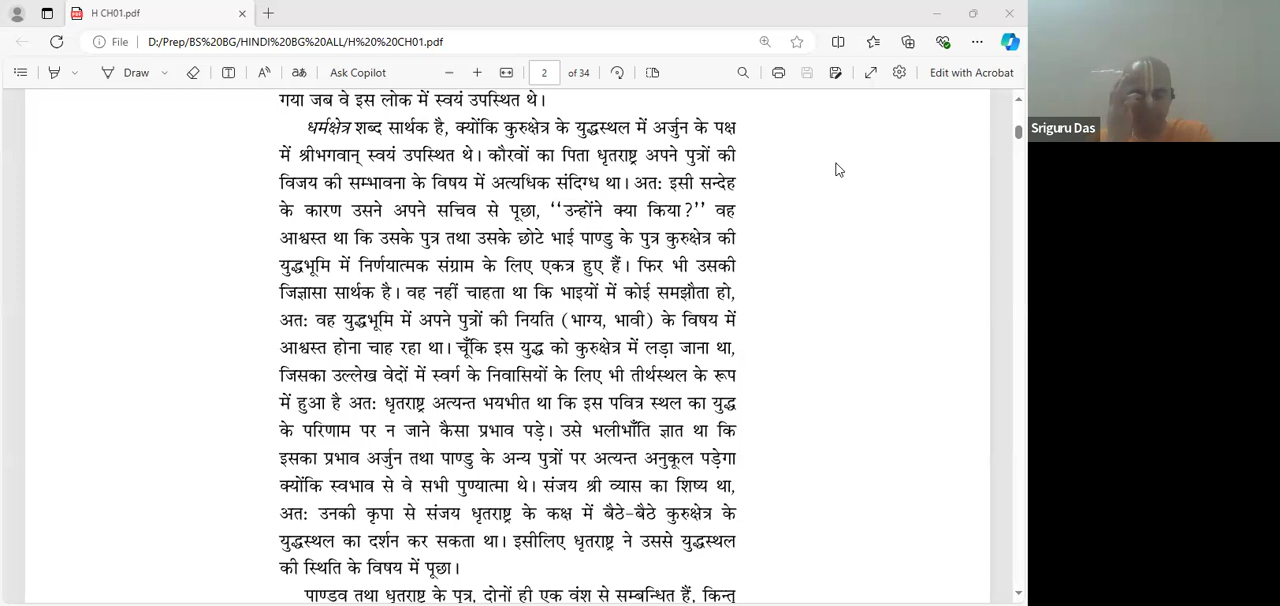 H CH01.pdf
File
D:/Prep/BS%20BG/HINDI%20BG%20ALL/H%20%20CH01.pdf
Draw
Ask Copilot
2 of 34
Edit with Acrobat
Sriguru Das
गया जब वे इस लोक में स्वयं उपस्थित थे।
धर्मक्षेत्र शब्द सार्थक है, क्योंकि कुरुक्षेत्र के युद्धस्थल में अर्जुन के पक्ष
में श्रीभगवान् स्वयं उपस्थित थे। कौरवों का पिता धृतराष्ट्र अपने पुत्रों की
विजय की सम्भावना के विषय में अत्यधिक संदिग्ध था। अत: इसी सन्देह
के कारण उसने अपने सचिव से पूछा, ‘‘उन्होंने क्या किया?’’ वह
आश्वस्त था कि उसके पुत्र तथा उसके छोटे भाई पाण्डु के पुत्र कुरुक्षेत्र की
युद्धभूमि में निर्णयात्मक संग्राम के लिए एकत्र हुए हैं। फिर भी उसकी
जिज्ञासा सार्थक है। वह नहीं चाहता था कि भाइयों में कोई समझौता हो,
अत: वह युद्धभूमि में अपने पुत्रों की नियति (भाग्य, भावी) के विषय में
आश्वस्त होना चाह रहा था। चूँकि इस युद्ध को कुरुक्षेत्र में लड़ा जाना था,
जिसका उल्लेख वेदों में स्वर्ग के निवासियों के लिए भी तीर्थस्थल के रूप
में हुआ है अत: धृतराष्ट्र अत्यन्त भयभीत था कि इस पवित्र स्थल का युद्ध
के परिणाम पर न जाने कैसा प्रभाव पड़े। उसे भलीभाँति ज्ञात था कि
इसका प्रभाव अर्जुन तथा पाण्डु के अन्य पुत्रों पर अत्यन्त अनुकूल पड़ेगा
क्योंकि स्वभाव से वे सभी पुण्यात्मा थे। संजय श्री व्यास का शिष्य था,
अत: उनकी कृपा से संजय धृतराष्ट्र के कक्ष में बैठे-बैठे कुरुक्षेत्र के
युद्धस्थल का दर्शन कर सकता था। इसीलिए धृतराष्ट्र ने उससे युद्धस्थल
की स्थिति के विषय में पूछा।
पाण्डव तथा धृतराष्ट्र के पुत्र, दोनों ही एक वंश से सम्बन्धित हैं, किन्तु